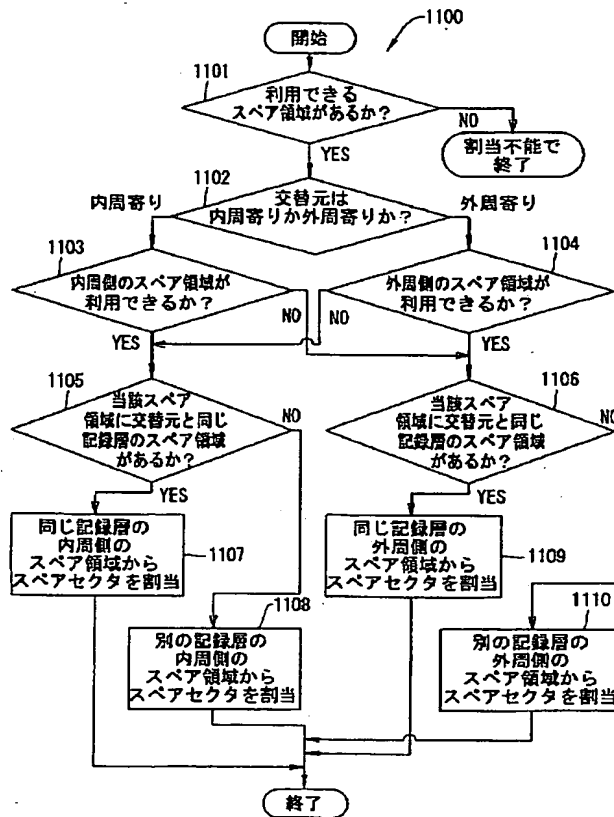 1100
開始
1101
利用できる
スペア領域があるか?
NO
割当不能で
終了
YES
1102
交替元は
内周寄りか外周寄りか?
内周寄り
外周寄り
1103
内周側のスペア領域が
利用できるか?
NO
YES
1104
外周側のスペア領域が
利用できるか?
NO
YES
1105
当該スペア
領域に交替元と同じ
記録層のスペア領域
があるか?
NO
YES
1106
当該スペア
領域に交替元と同じ
記録層のスペア領域
があるか?
NO
YES
同じ記録層の
内周側の
スペア領域から
スペアセクタを割当
1107
同じ記録層の
外周側の
スペア領域から
スペアセクタを割当
1109
1108
別の記録層の
内周側の
スペア領域から
スペアセクタを割当
1110
別の記録層の
外周側の
スペア領域から
スペアセクタを割当
終了